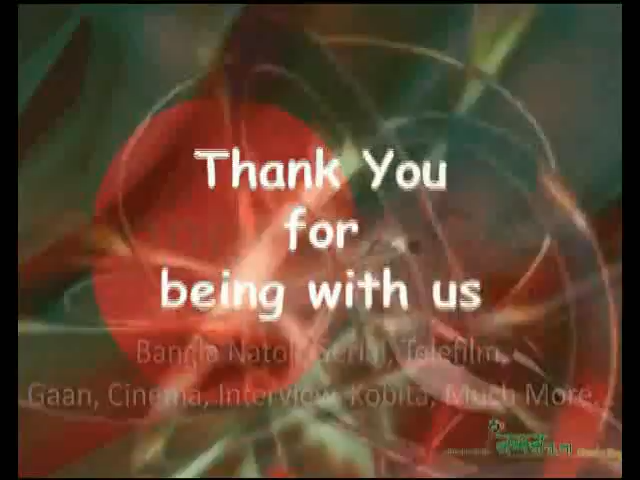 Thank You
for
being with us
Bangla Natok, Serial, Telefilm,
Gaan, Cinema, Interview, Kobita, Much More...